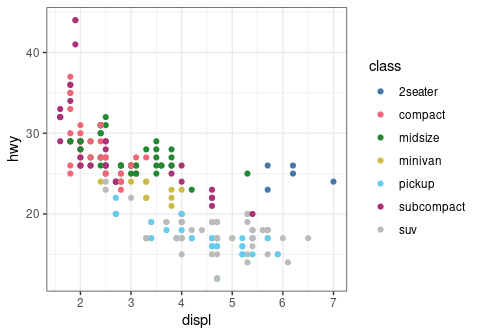 40
30
20
hwy
2
3
4
5
6
7
displ
class
2seater
compact
midsize
minivan
pickup
subcompact
suv